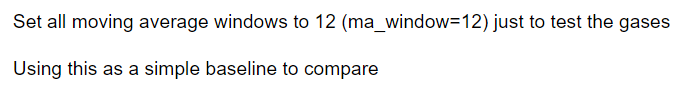 Set all moving average windows to 12 (ma_window=12) just to test the gases
Using this as a simple baseline to compare